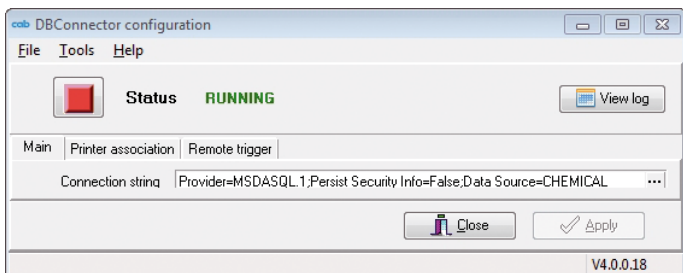 cab DBConnector configuration
File Tools Help
Status RUNNING View log
Main Printer association Remote trigger
Connection string Provider=MSDASQL.1;Persist Security Info=False;Data Source=CHEMICAL ...
Close Apply
V4.0.0.18